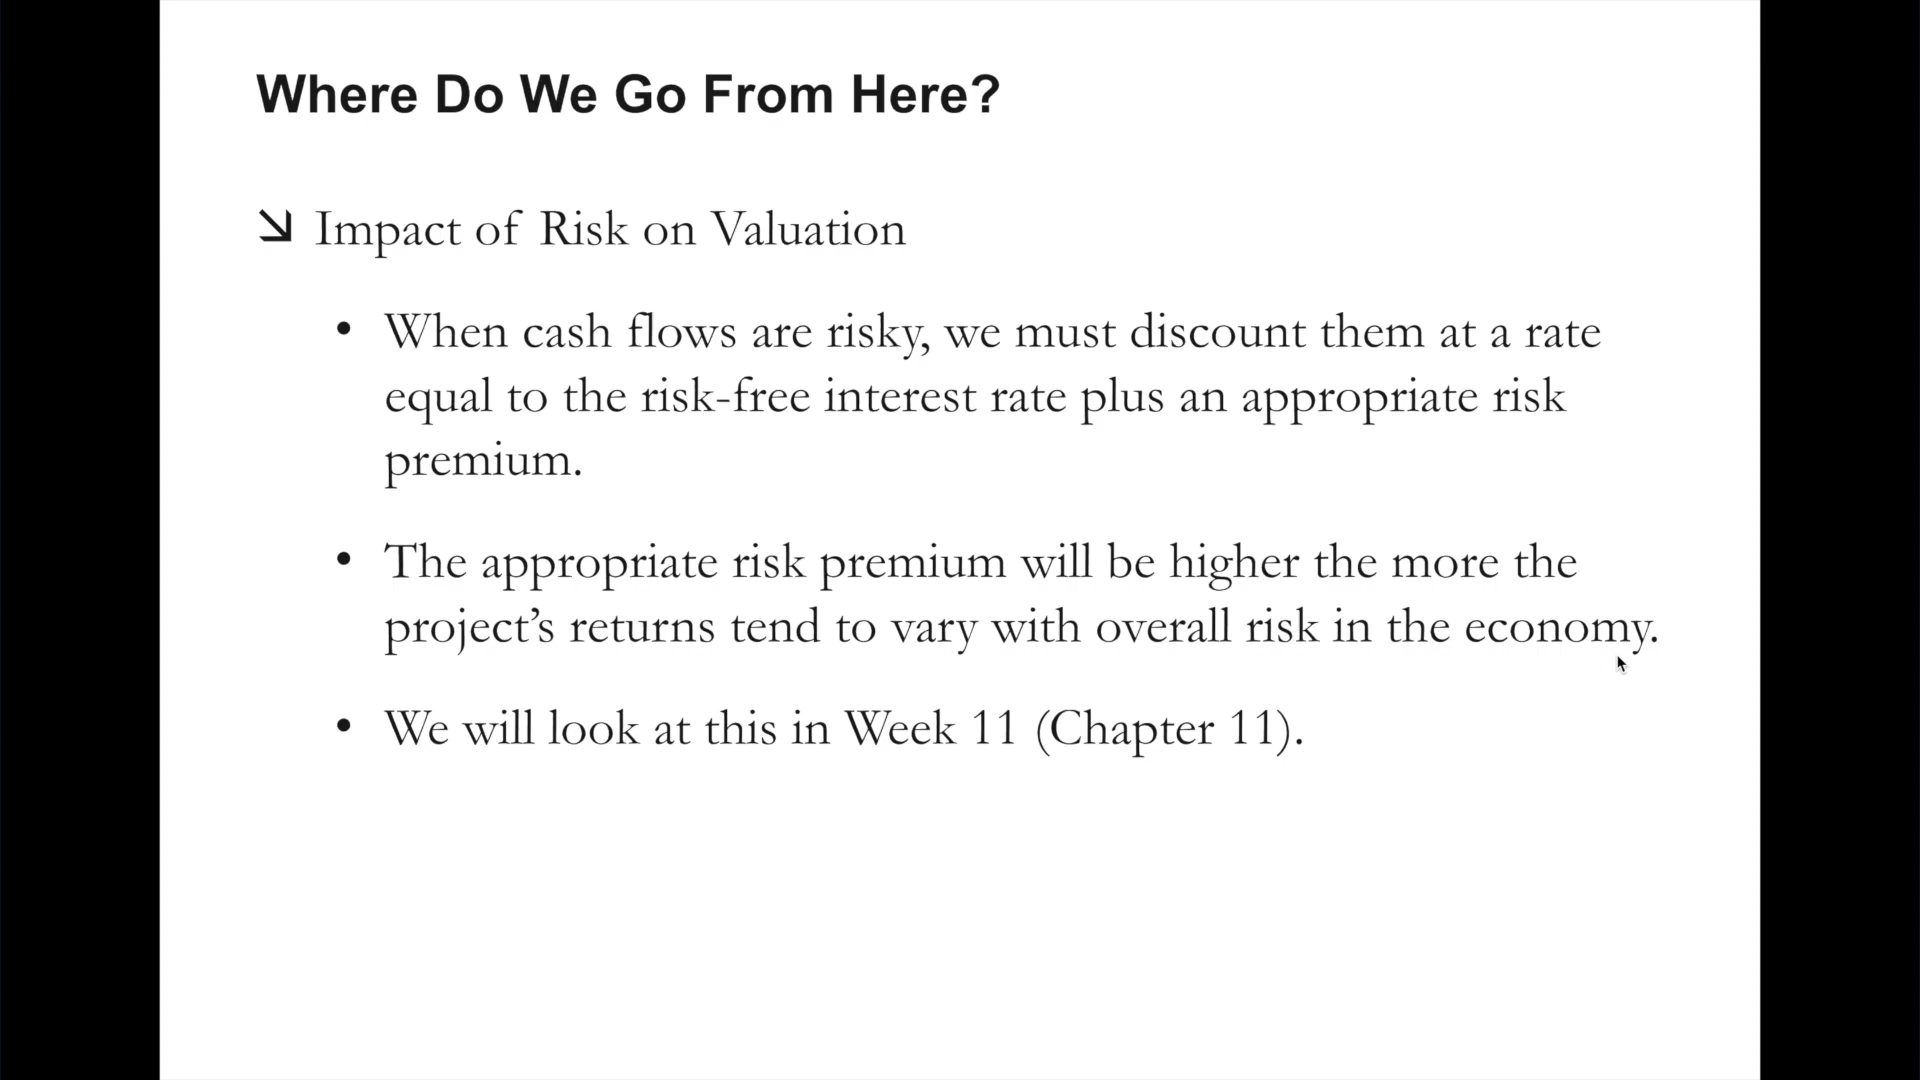 Where Do We Go From Here?
Impact of Risk on Valuation
• When cash flows are risky, we must discount them at a rate
equal to the risk-free interest rate plus an appropriate risk
premium.
• The appropriate risk premium will be higher the more the
project’s returns tend to vary with overall risk in the economy.
• We will look at this in Week 11 (Chapter 11).